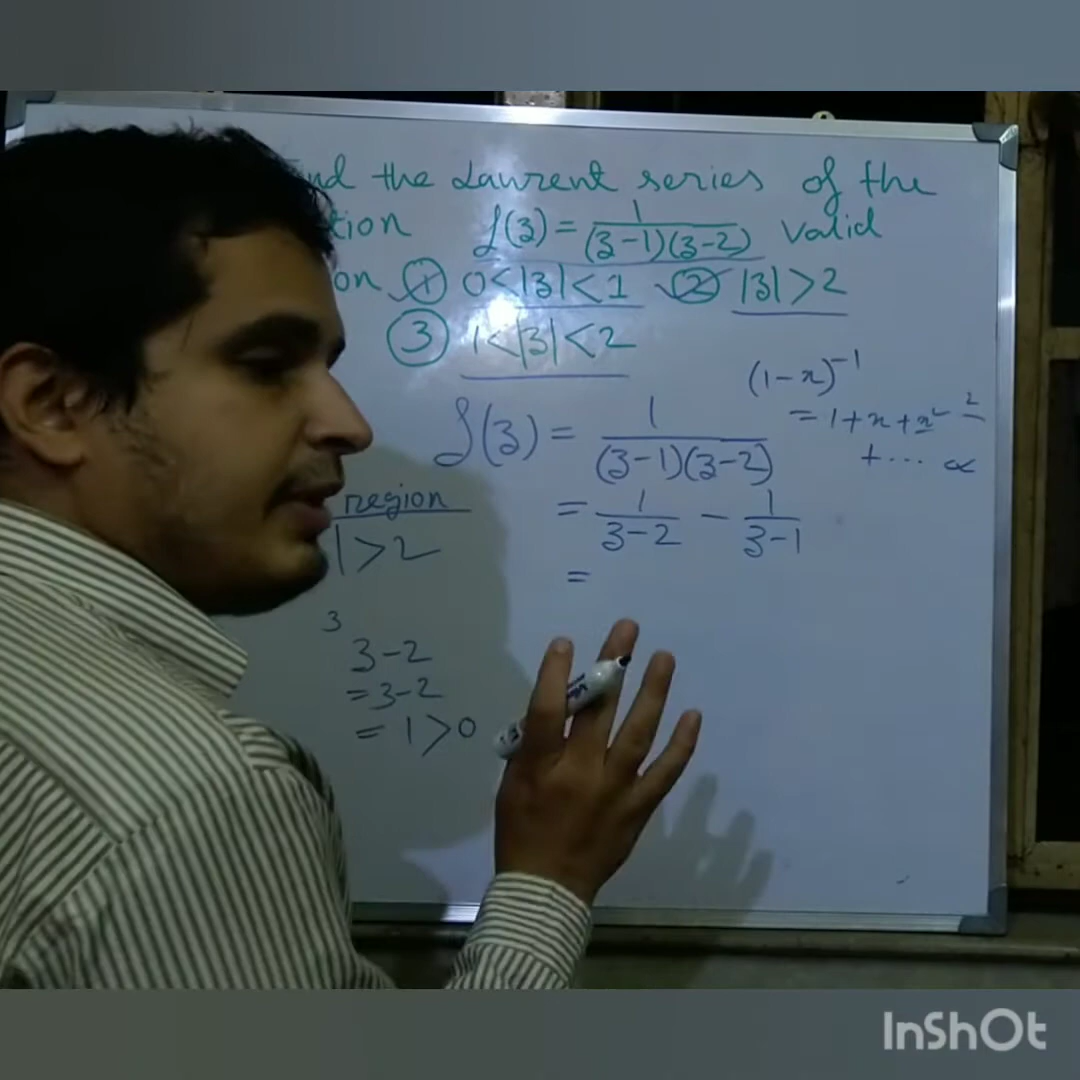 nd the Laurent series of the
tion f(z) = 1/((z-1)(z-2)) valid
on ① 0<|z|<1 ② |z|>2
③ 1<|z|<2
(1-x)^-1
= 1+x+x^2
+... ∝
f(z) = 1/((z-1)(z-2))
= 1/(z-2) - 1/(z-1)
=
region
|>2
3
3-2
=3-2
= 1>0
InShOt